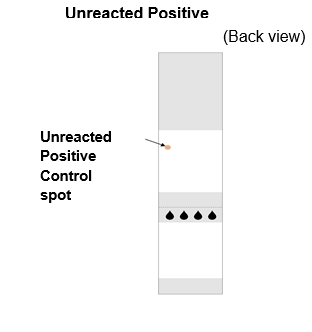 Unreacted Positive
(Back view)
Unreacted
Positive
Control
spot